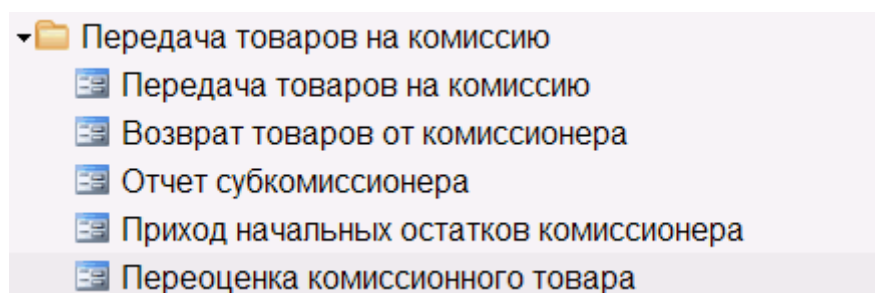 Передача товаров на комиссию
Передача товаров на комиссию
Возврат товаров от комиссионера
Отчет субкомиссионера
Приход начальных остатков комиссионера
Переоценка комиссионного товара